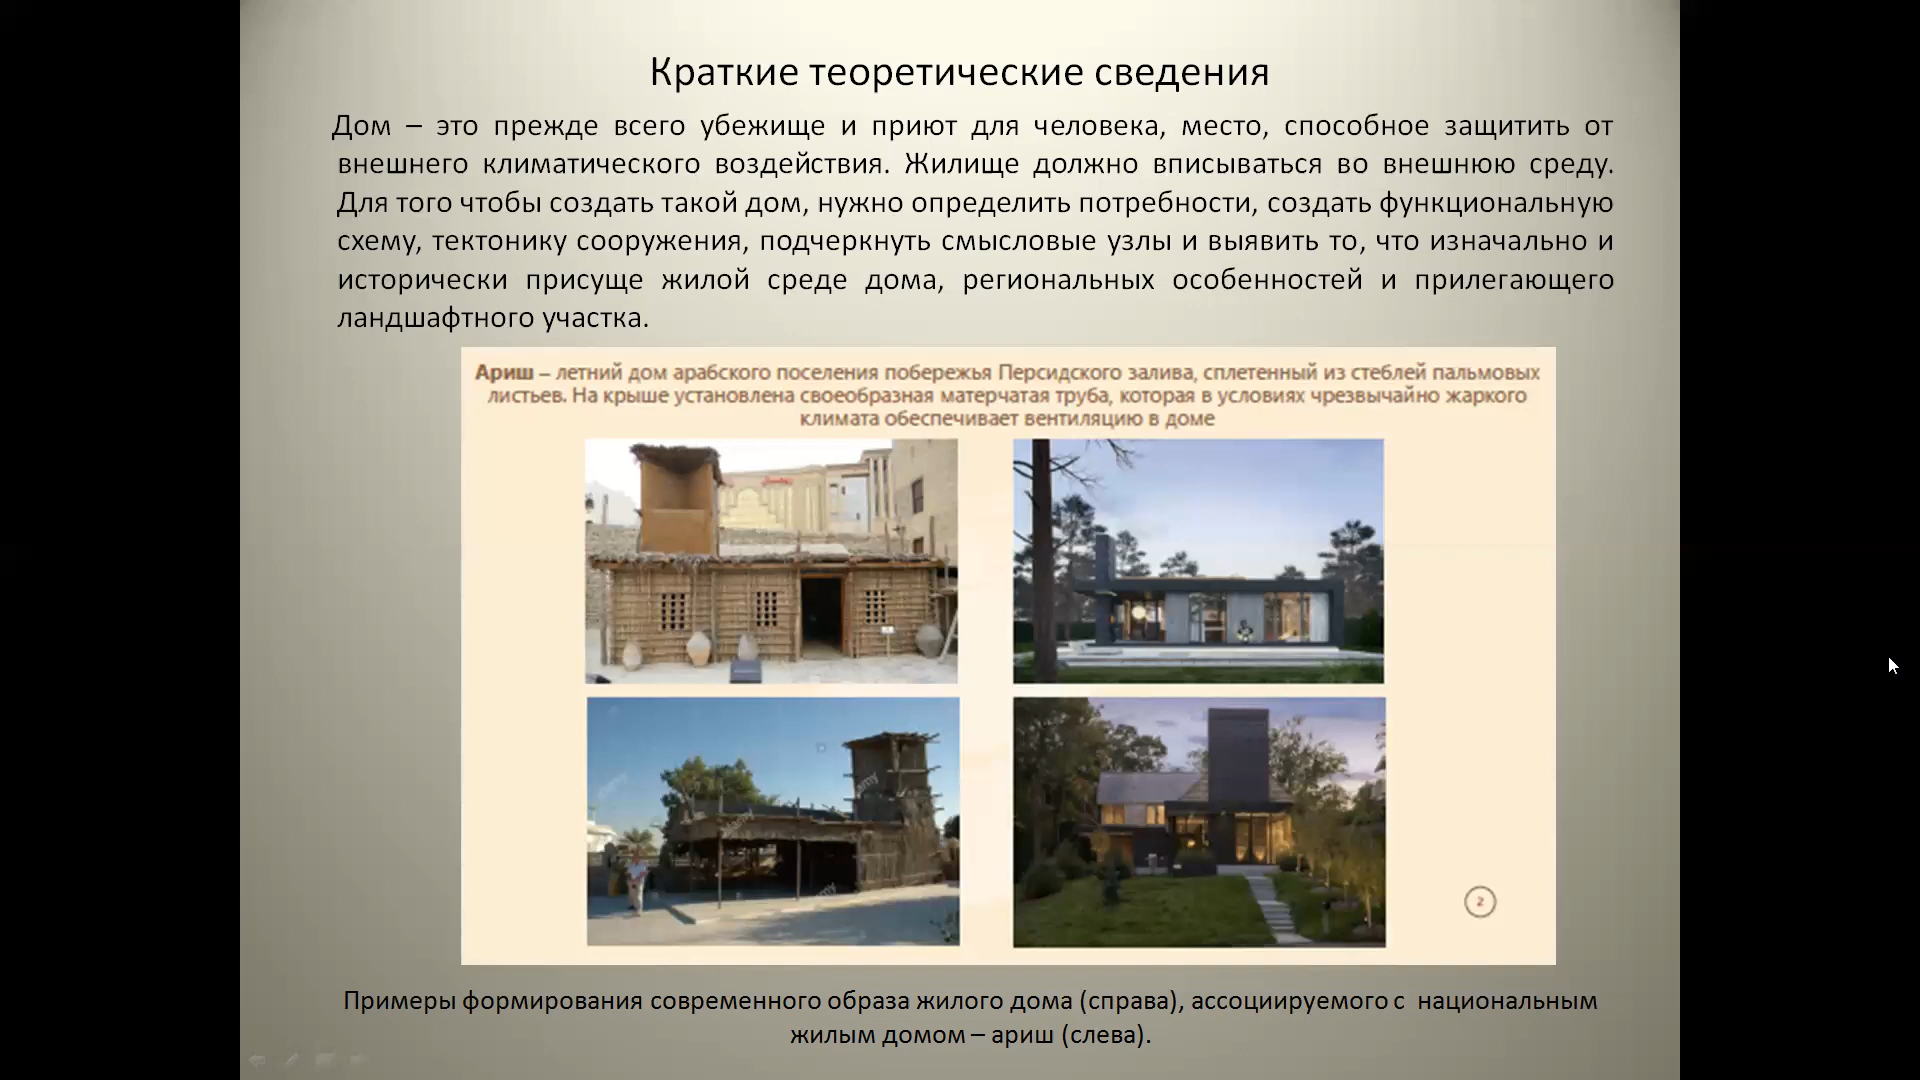 Краткие теоретические сведения
Дом – это прежде всего убежище и приют для человека, место, способное защитить от
внешнего климатического воздействия. Жилище должно вписываться во внешнюю среду.
Для того чтобы создать такой дом, нужно определить потребности, создать функциональную
схему, тектонику сооружения, подчеркнуть смысловые узлы и выявить то, что изначально и
исторически присуще жилой среде дома, региональных особенностей и прилегающего
ландшафтного участка.
Ариш – летний дом арабского поселения побережья Персидского залива, сплетенный из стеблей пальмовых
листьев. На крыше установлена своеобразная матерчатая труба, которая в условиях чрезвычайно жаркого
климата обеспечивает вентиляцию в доме
2
Примеры формирования современного образа жилого дома (справа), ассоциируемого с национальным
жилым домом – ариш (слева).